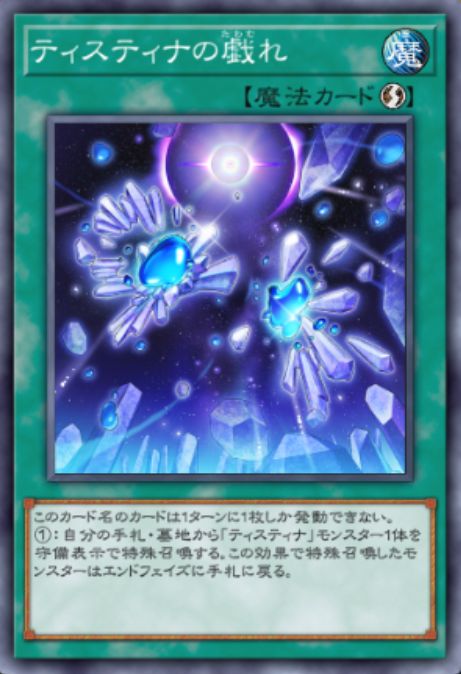 ティスティナの戯れ
魔
【魔法カード】
このカード名のカードは1ターンに1枚しか発動できない。
①：自分の手札・墓地から「ティスティナ」モンスター1体を
守備表示で特殊召喚する。この効果で特殊召喚した
モンスターはエンドフェイズに手札に戻る。